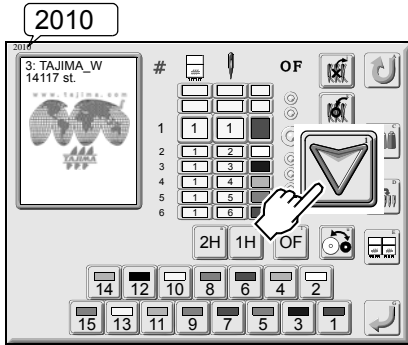 2010
2010
3: TAJIMA_W
14117 st.
www.tajima.com
TAJIMA
# OF
1 1 1
2 1 2
3 1 3
4 1 4
5 1 5
6 1 6
2H 1H OF
14 12 10 8 6 4 2
15 13 11 9 7 5 3 1